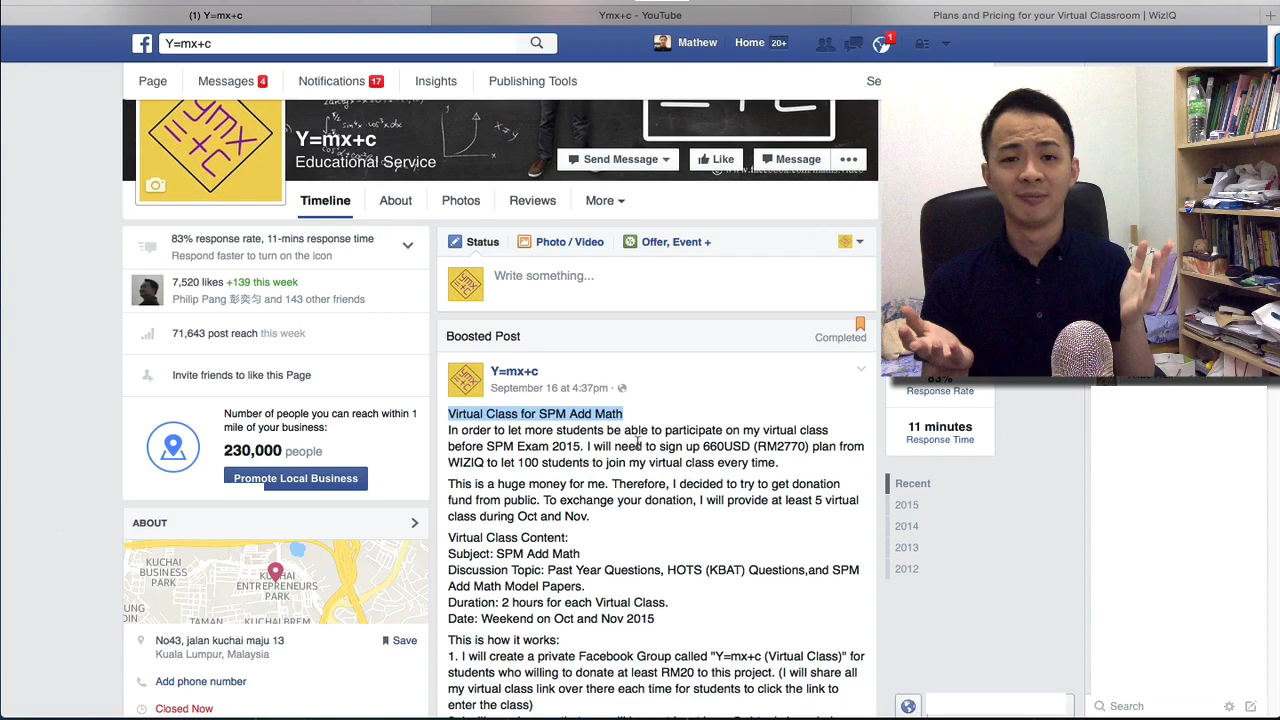 (1) Y=mx+c
Ymx+c - YouTube
Plans and Pricing for your Virtual Classroom | WizIQ
Y=mx+c
Mathew
Home 20+
1
Page
Messages 4
Notifications 17
Insights
Publishing Tools
Se
Y=mx+c
Educational Service
Send Message
Like
Message
Timeline
About
Photos
Reviews
More
83% response rate, 11-mins response time
Respond faster to turn on the icon
7,520 likes +139 this week
Philip Pang 彭奕匀 and 143 other friends
71,643 post reach this week
Invite friends to like this Page
Number of people you can reach within 1
mile of your business:
230,000 people
Promote Local Business
ABOUT
KUCHAI
BUSINESS
PARK
KUCHAI
ENTREPRENEURS
PARK
TAMAN
KUCHAI BREM
No43, jalan kuchai maju 13
Save
Kuala Lumpur, Malaysia
Add phone number
Closed Now
Status
Photo / Video
Offer, Event +
Write something...
Boosted Post
Completed
Y=mx+c
September 16 at 4:37pm
Virtual Class for SPM Add Math
In order to let more students be able to participate on my virtual class
before SPM Exam 2015. I will need to sign up 660USD (RM2770) plan from
WIZIQ to let 100 students to join my virtual class every time.
This is a huge money for me. Therefore, I decided to try to get donation
fund from public. To exchange your donation, I will provide at least 5 virtual
class during Oct and Nov.
Virtual Class Content:
Subject: SPM Add Math
Discussion Topic: Past Year Questions, HOTS (KBAT) Questions,and SPM
Add Math Model Papers.
Duration: 2 hours for each Virtual Class.
Date: Weekend on Oct and Nov 2015
This is how it works:
1. I will create a private Facebook Group called "Y=mx+c (Virtual Class)" for
students who willing to donate at least RM20 to this project. (I will share all
my virtual class link over there each time for students to click the link to
enter the class)
83%
Response Rate
11 minutes
Response Time
Recent
2015
2014
2013
2012
Search